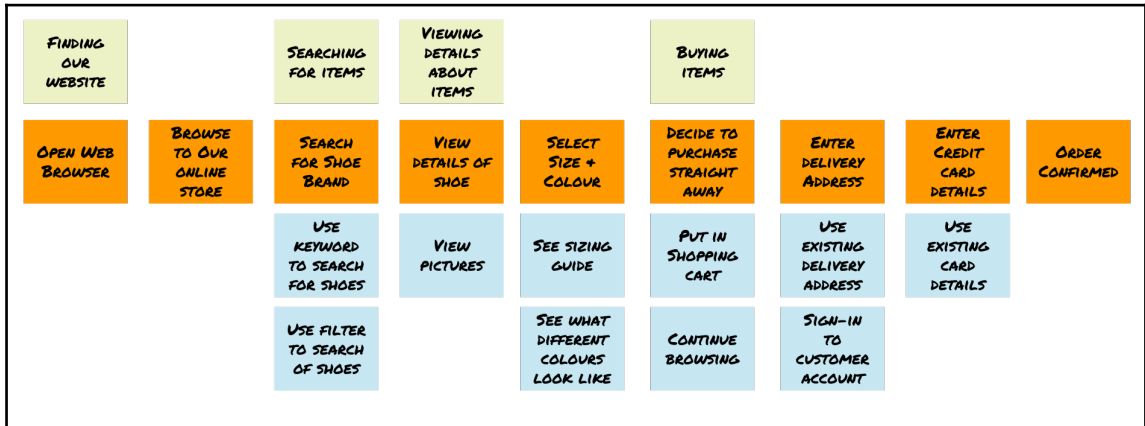 FINDING
OUR
WEBSITE
SEARCHING
FOR ITEMS
VIEWING
DETAILS
ABOUT
ITEMS
BUYING
ITEMS
OPEN WEB
BROWSER
BROWSE
TO OUR
ONLINE
STORE
SEARCH
FOR SHOE
BRAND
VIEW
DETAILS OF
SHOE
SELECT
SIZE +
COLOUR
DECIDE TO
PURCHASE
STRAIGHT
AWAY
ENTER
DELIVERY
ADDRESS
ENTER
CREDIT
CARD
DETAILS
ORDER
CONFIRMED
USE
KEYWORD
TO SEARCH
FOR SHOES
VIEW
PICTURES
SEE SIZING
GUIDE
PUT IN
SHOPPING
CART
USE
EXISTING
DELIVERY
ADDRESS
USE
EXISTING
CARD
DETAILS
USE FILTER
TO SEARCH
OF SHOES
SEE WHAT
DIFFERENT
COLOURS
LOOK LIKE
CONTINUE
BROWSING
SIGN-IN
TO
CUSTOMER
ACCOUNT